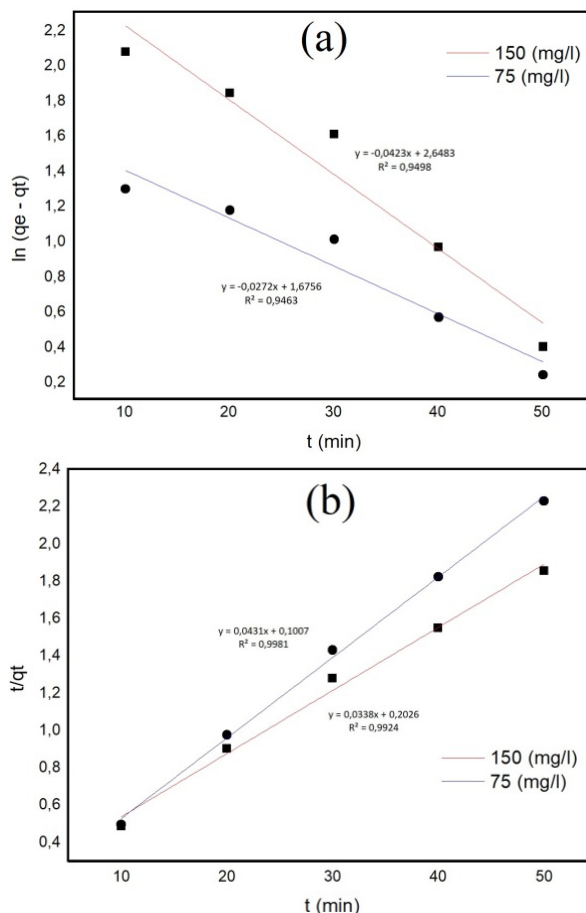 (a)
150 (mg/l)
75 (mg/l)
2,2
2,0
1,8
1,6
1,4
1,2
1,0
0,8
0,6
0,4
0,2
ln (qe - qt)
y = -0,0423x + 2,6483
R² = 0,9498
y = -0,0272x + 1,6756
R² = 0,9463
10 20 30 40 50
t (min)
(b)
2,4
2,2
2,0
1,8
1,6
1,4
1,2
1,0
0,8
0,6
0,4
t/qt
y = 0,0431x + 0,1007
R² = 0,9981
y = 0,0338x + 0,2026
R² = 0,9924
150 (mg/l)
75 (mg/l)
10 20 30 40 50
t (min)